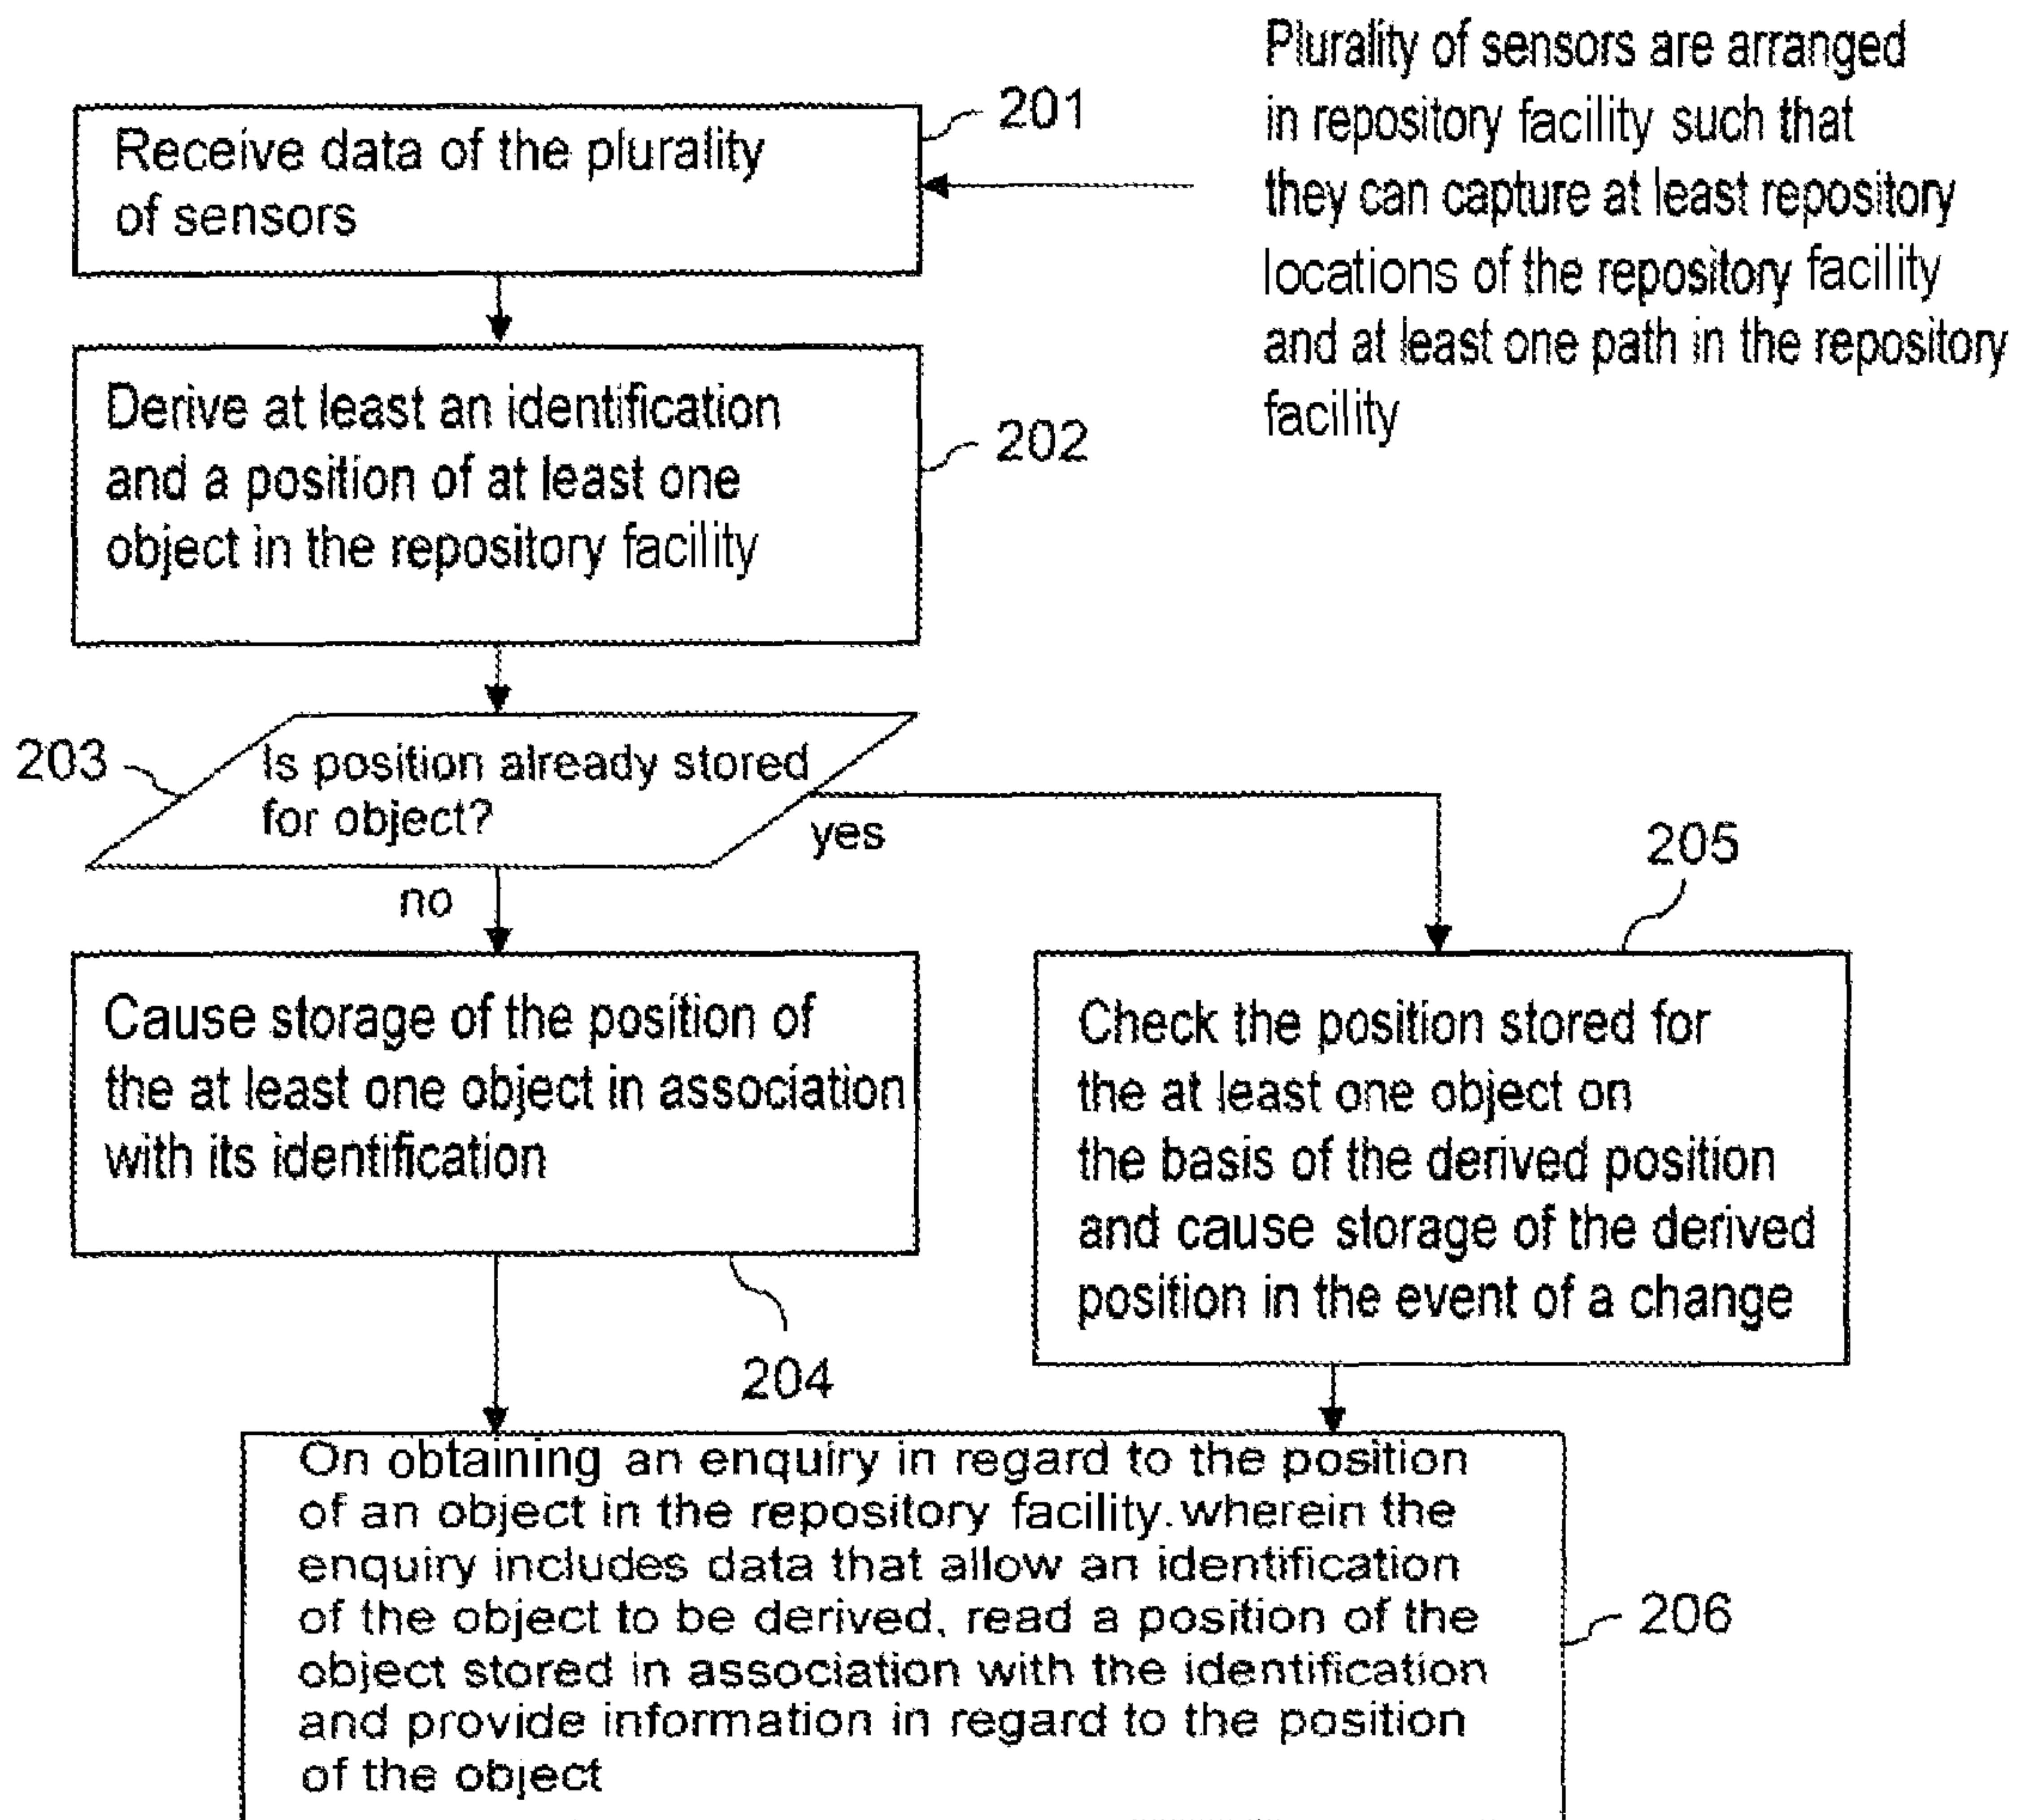 Plurality of sensors are arranged
in repository facility such that
they can capture at least repository
locations of the repository facility
and at least one path in the repository
facility
201
Receive data of the plurality
of sensors
202
Derive at least an identification
and a position of at least one
object in the repository facility
203
Is position already stored
for object?
yes
no
205
Cause storage of the position of
the at least one object in association
with its identification
204
Check the position stored for
the at least one object on
the basis of the derived position
and cause storage of the derived
position in the event of a change
On obtaining an enquiry in regard to the position
of an object in the repository facility.wherein the
enquiry includes data that allow an identification
of the object to be derived, read a position of the
object stored in association with the identification
and provide information in regard to the position
of the object
206